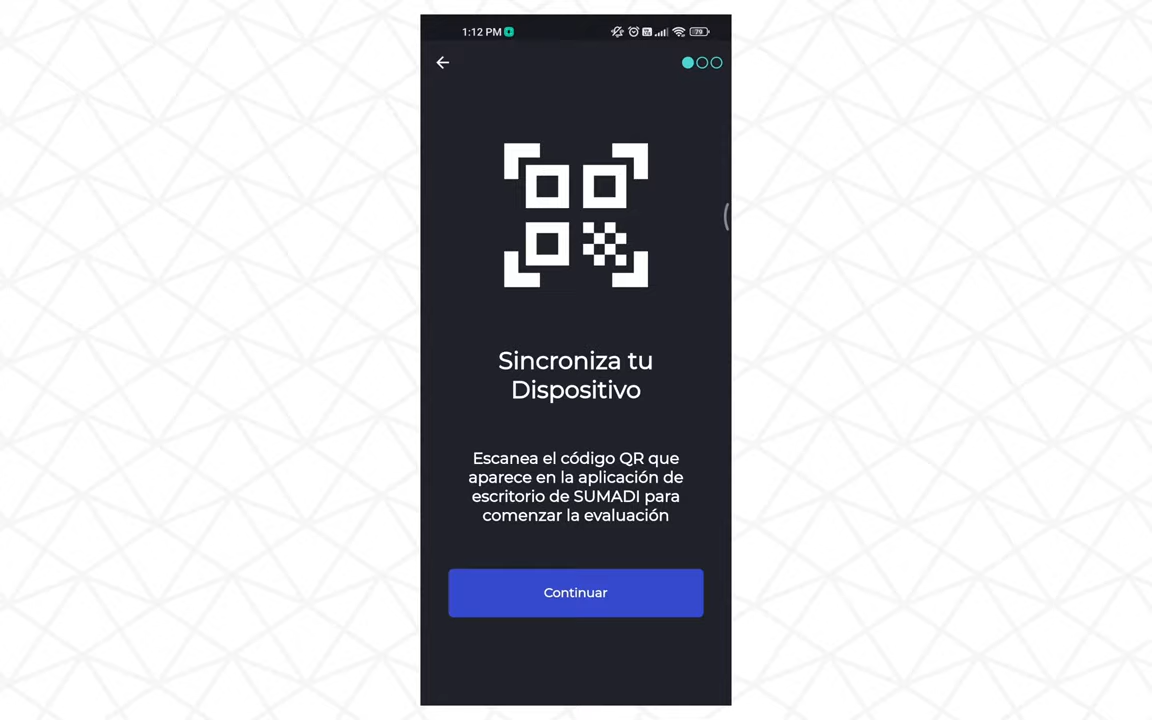 1:12 PM
79
Sincroniza tu
Dispositivo
Escanea el código QR que
aparece en la aplicación de
escritorio de SUMADI para
comenzar la evaluación
Continuar